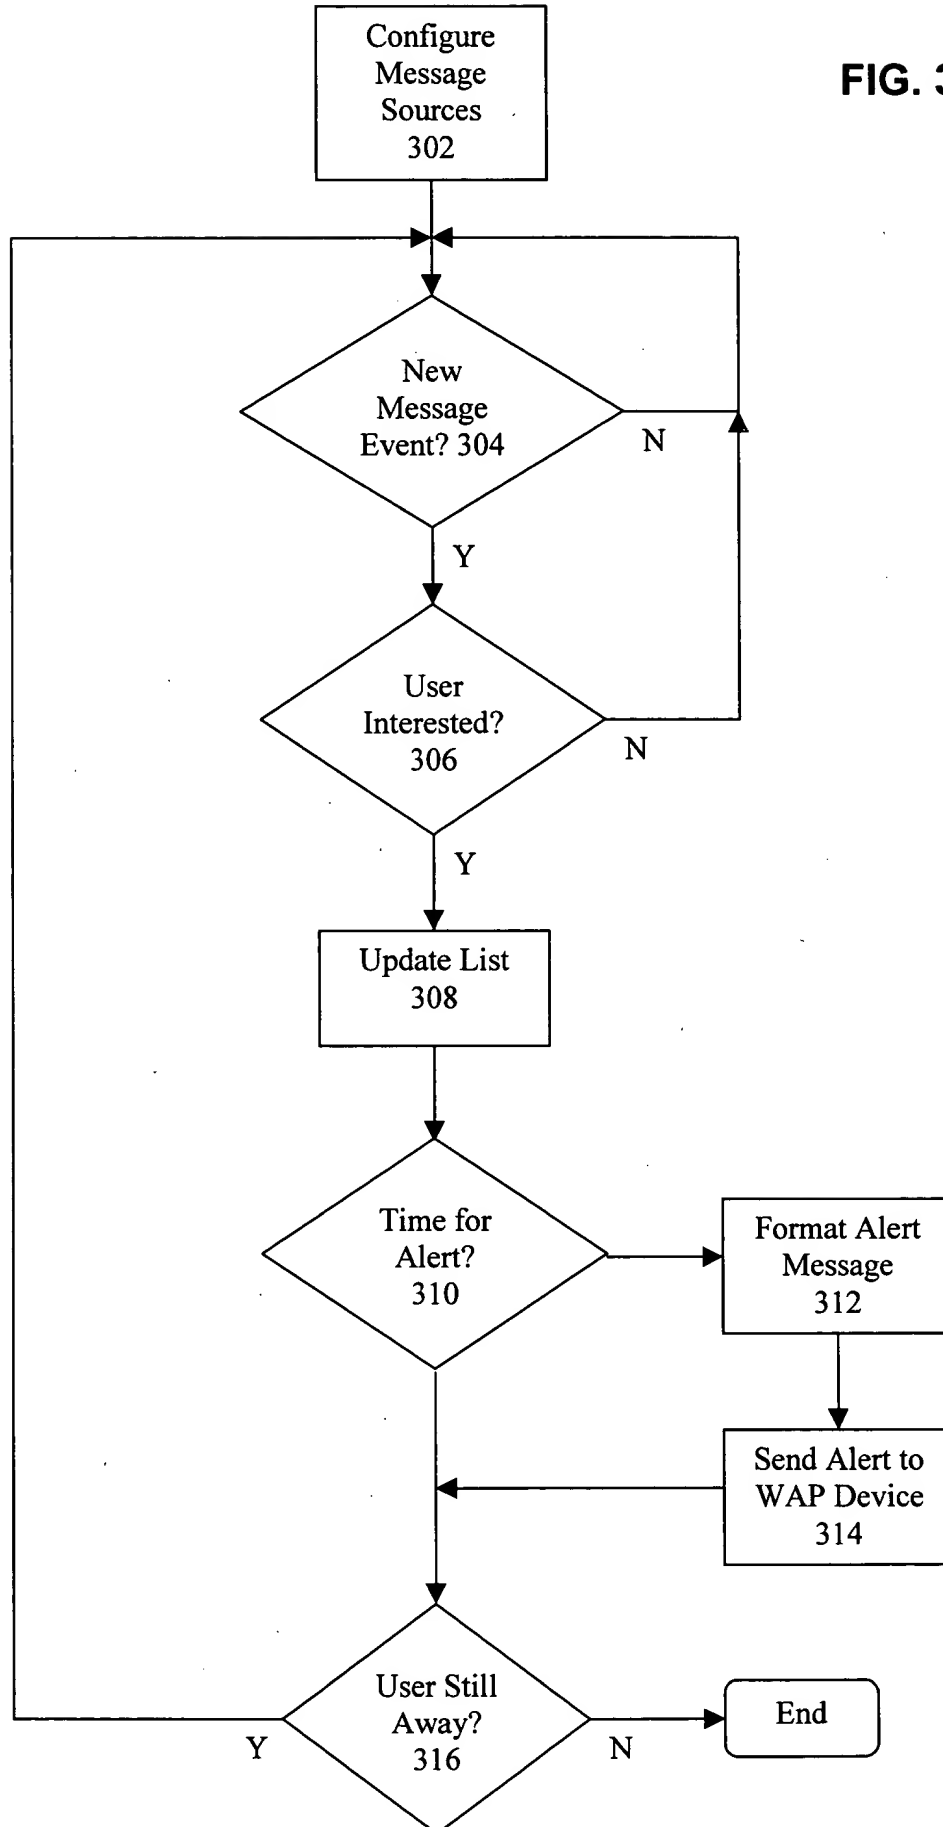 Configure
Message
Sources
302
FIG. 3
New
Message
Event? 304
N
Y
User
Interested?
306
N
Y
Update List
308
Time for
Alert?
310
Format Alert
Message
312
Send Alert to
WAP Device
314
User Still
Away?
316
Y
N
End